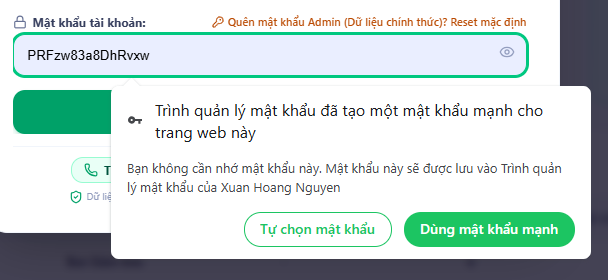 Mật khẩu tài khoản:
Quên mật khẩu Admin (Dữ liệu chính thức)? Reset mặc định
PRFzw83a8DhRvxw
Trình quản lý mật khẩu đã tạo một mật khẩu mạnh cho
trang web này
Bạn không cần nhớ mật khẩu này. Mật khẩu này sẽ được lưu vào Trình quản
lý mật khẩu của Xuan Hoang Nguyen
Tự chọn mật khẩu
Dùng mật khẩu mạnh
Dữ liệ